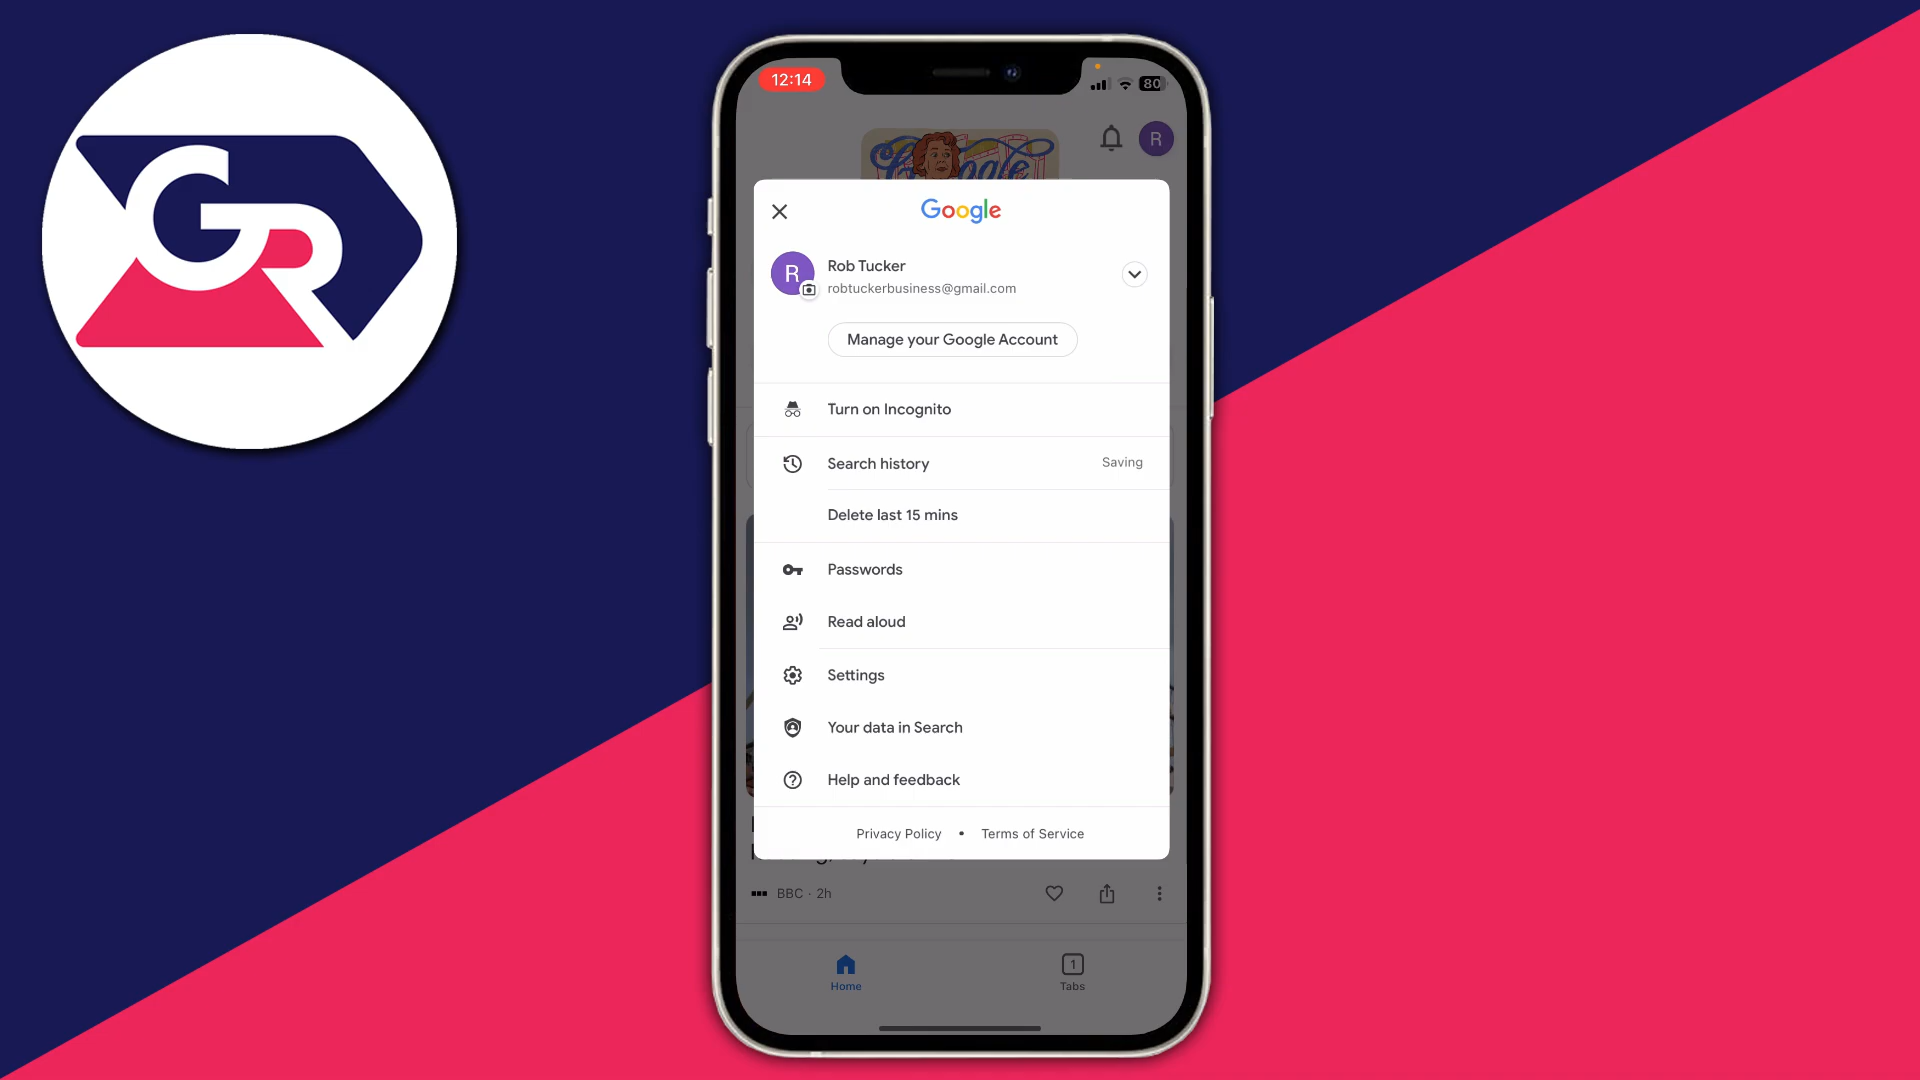 GR
12:14
80
Google
R
Google
R
Rob Tucker
robtuckerbusiness@gmail.com
Manage your Google Account
Turn on Incognito
Search history
Saving
Delete last 15 mins
Passwords
Read aloud
Settings
Your data in Search
Help and feedback
Privacy Policy • Terms of Service
BBC · 2h
1
Home
Tabs